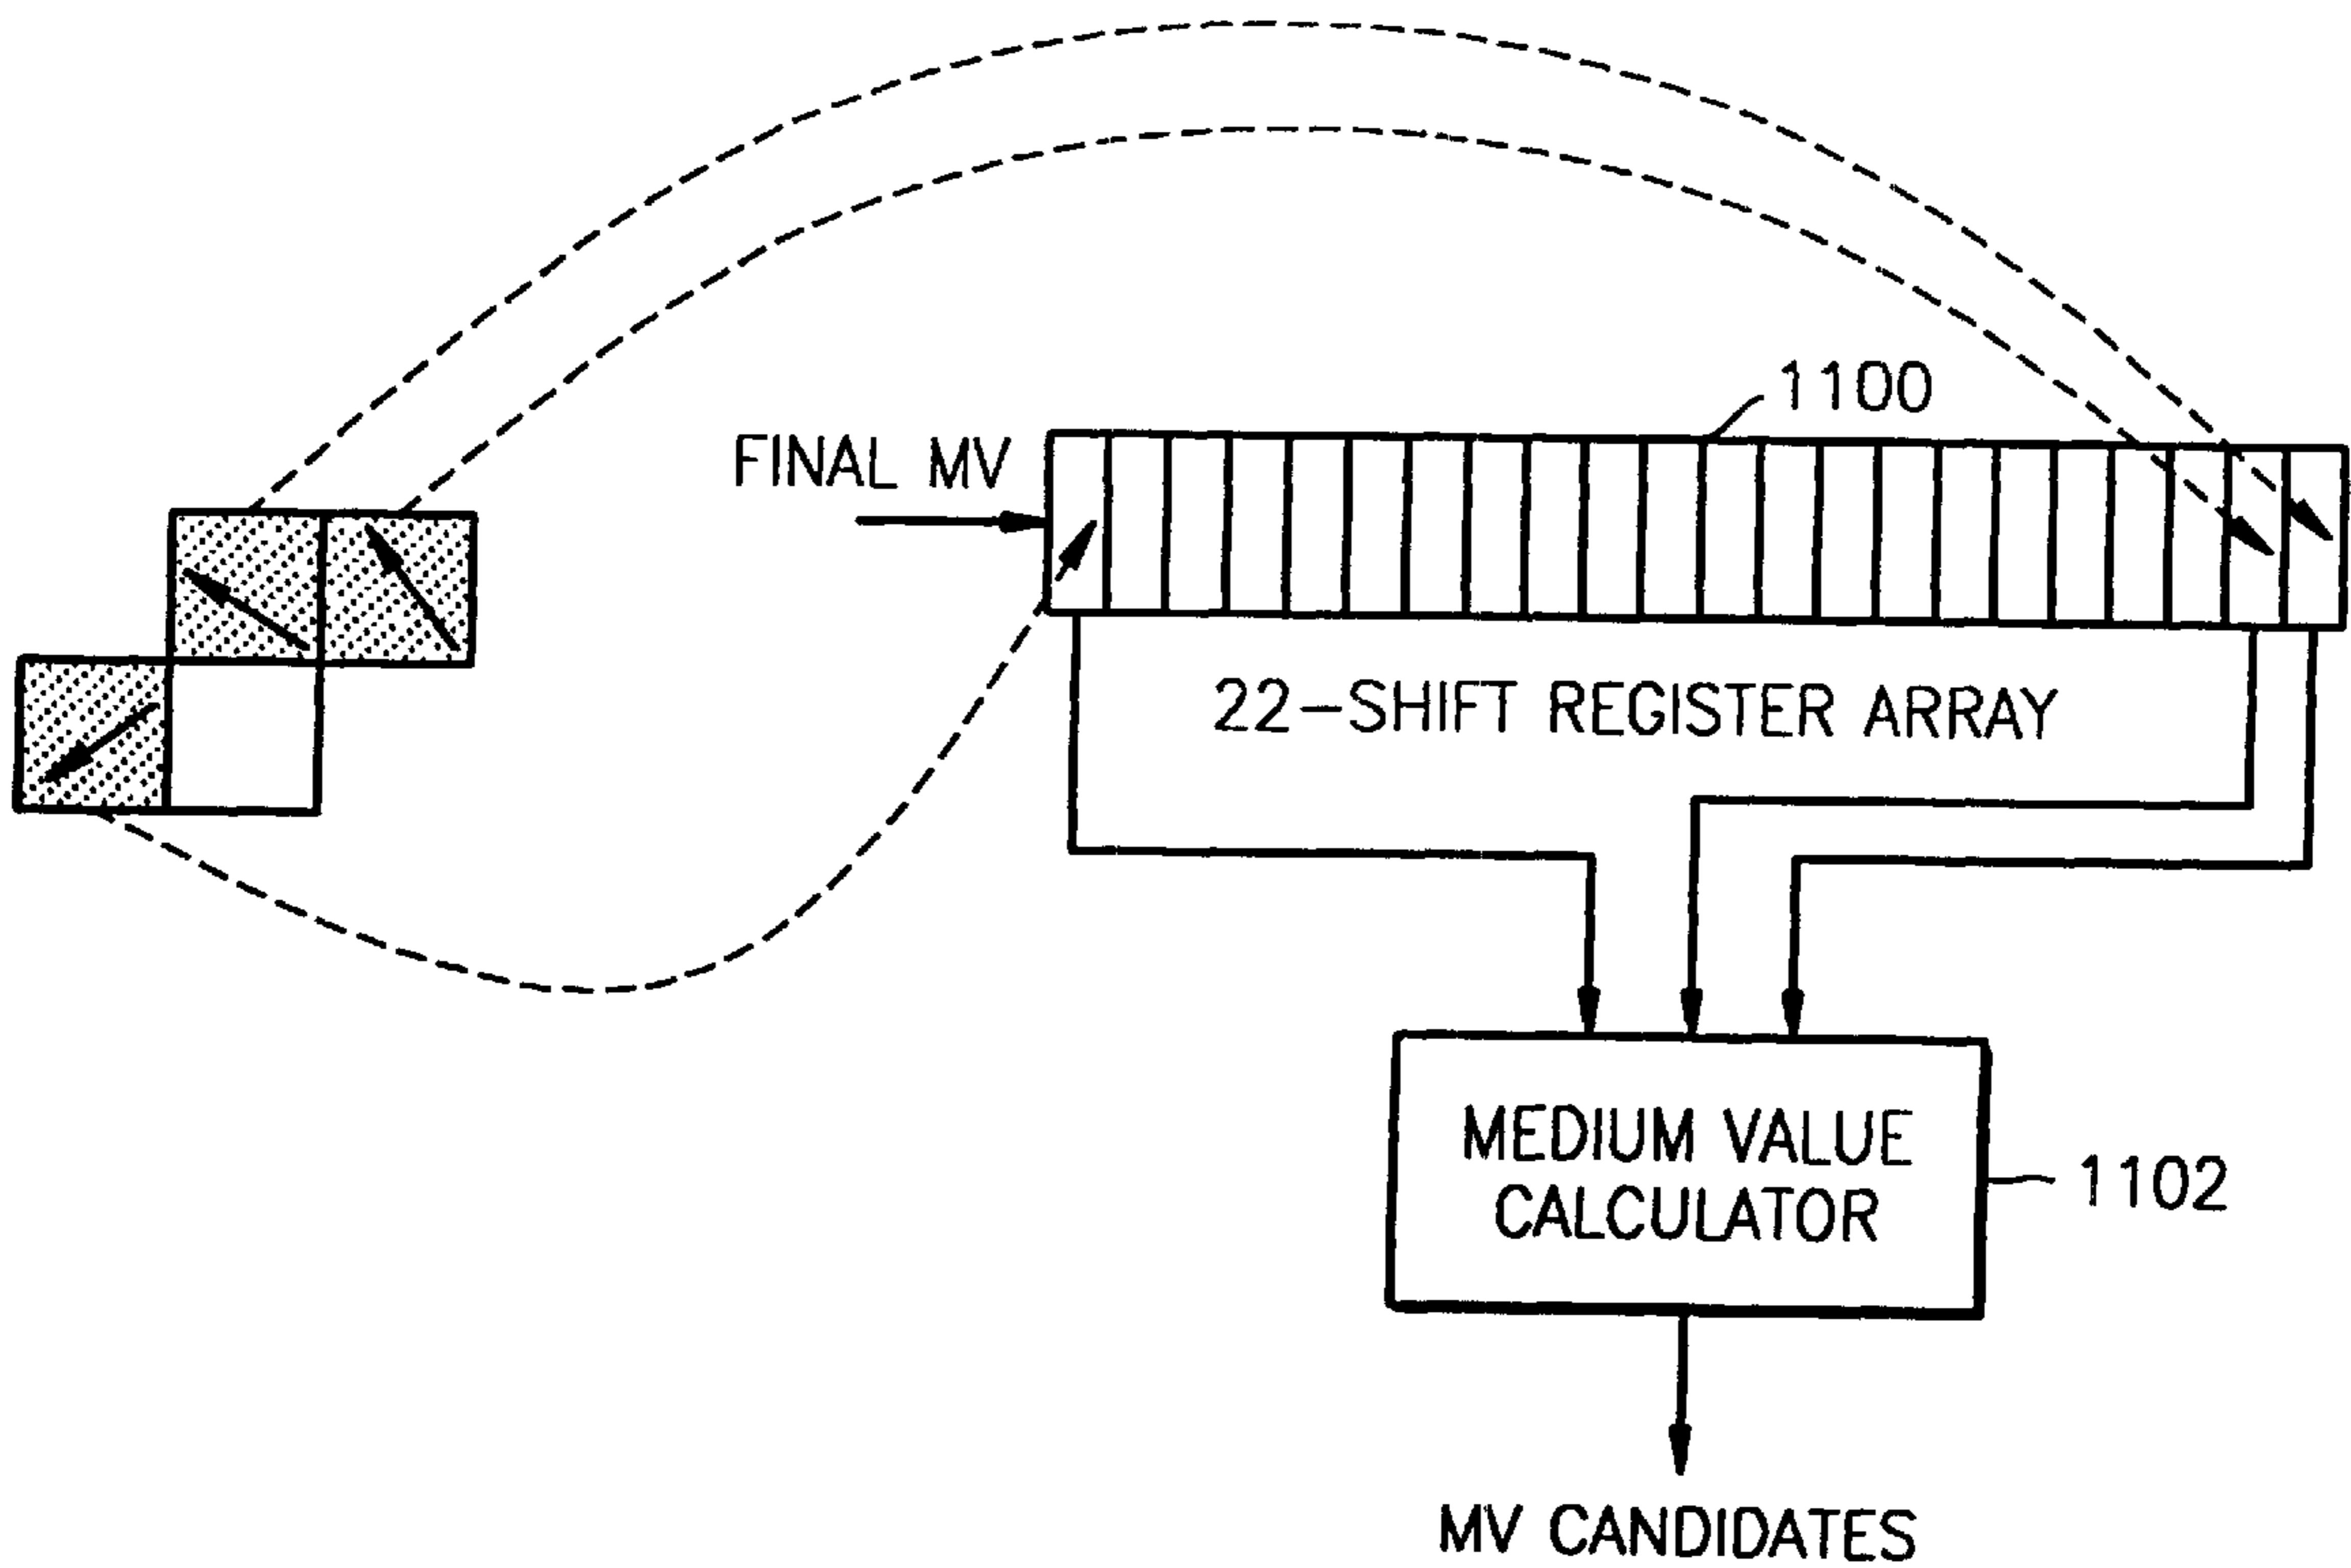 1100
FINAL MV
22-SHIFT REGISTER ARRAY
MEDIUM VALUE
CALCULATOR
1102
MV CANDIDATES